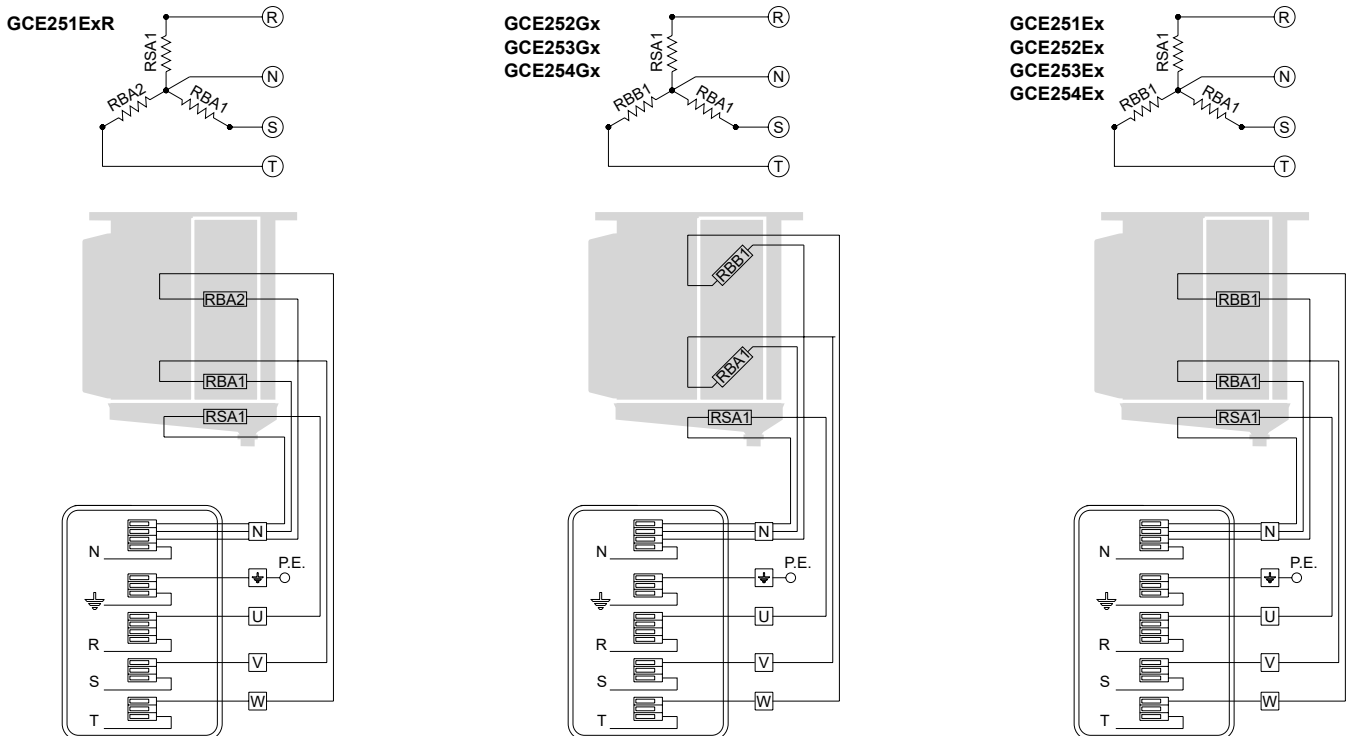 GCE251ExR
R
RSA1
N
RBA2
RBA1
S
T
RBA2
RBA1
RSA1
N
N
P.E.
U
R
V
S
W
T
GCE252Gx
GCE253Gx
GCE254Gx
R
RSA1
N
RBB1
RBA1
S
T
RBB1
RBA1
RSA1
N
N
P.E.
U
R
V
S
W
T
GCE251Ex
GCE252Ex
GCE253Ex
GCE254Ex
R
RSA1
N
RBB1
RBA1
S
T
RBB1
RBA1
RSA1
N
N
P.E.
U
R
V
S
W
T